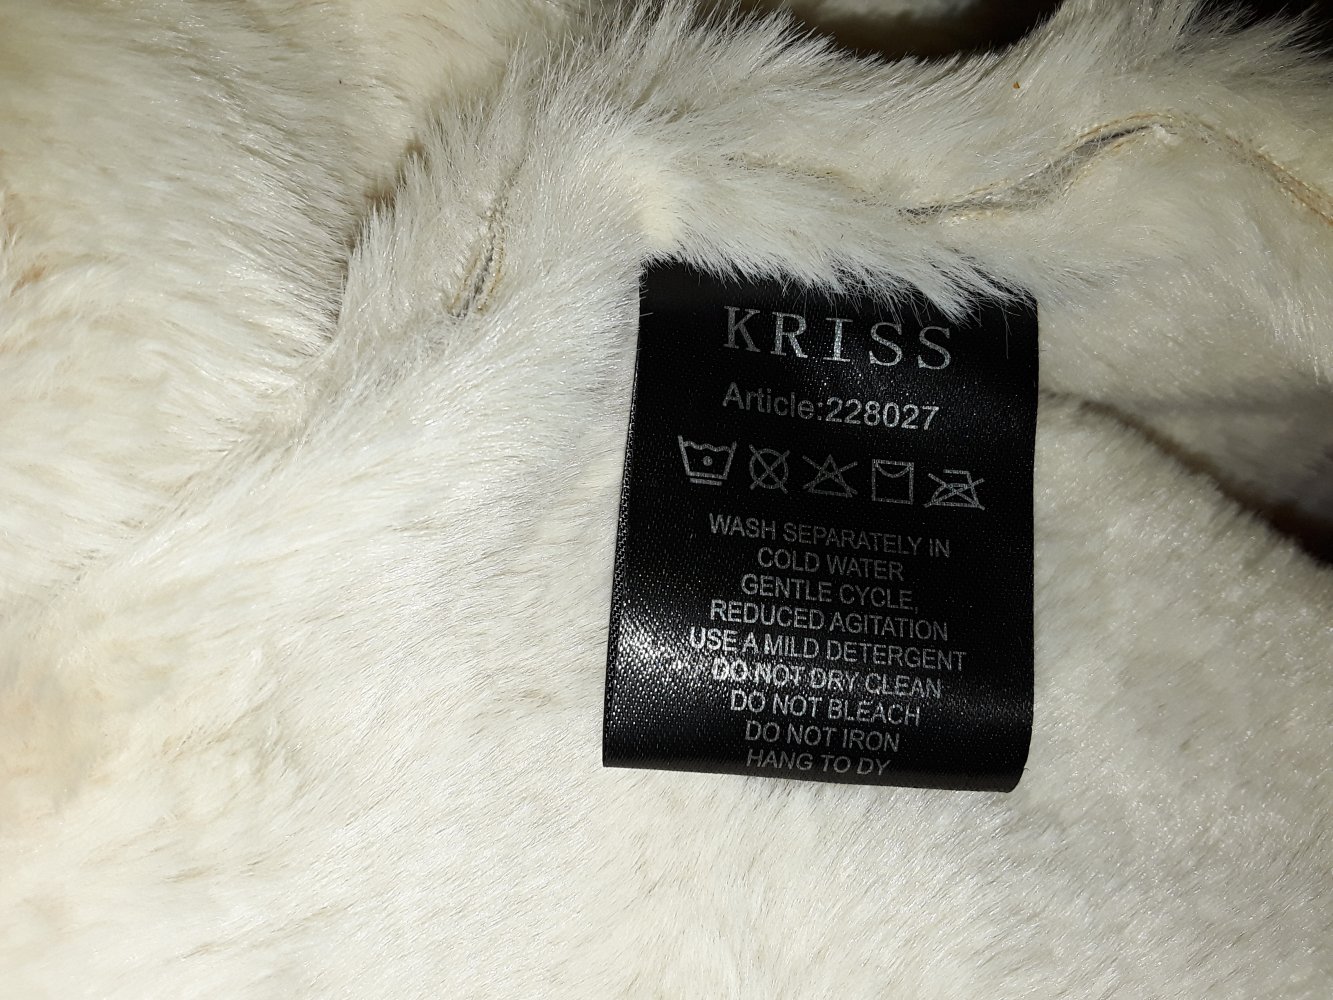 KRISS
Article:228027
WASH SEPARATELY IN
COLD WATER
GENTLE CYCLE,
REDUCED AGITATION
USE A MILD DETERGENT
DO NOT DRY CLEAN
DO NOT BLEACH
DO NOT IRON
HANG TO DY